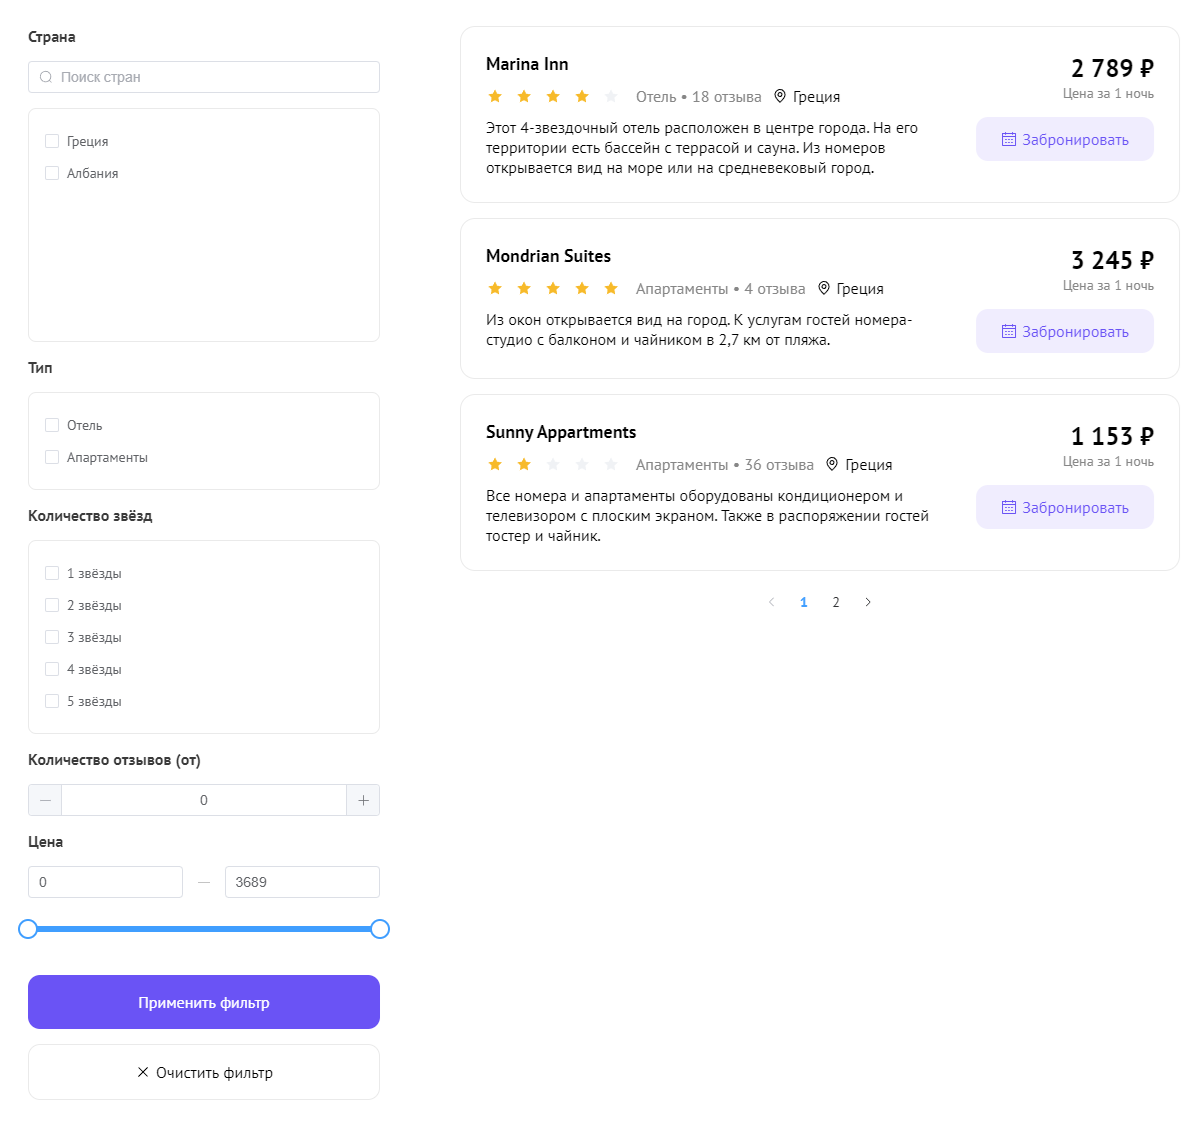 Страна
Поиск стран
Греция
Албания
Тип
Отель
Апартаменты
Количество звёзд
1 звёзды
2 звёзды
3 звёзды
4 звёзды
5 звёзды
Количество отзывов (от)
0
Цена
0 — 3689
Применить фильтр
Очистить фильтр
Marina Inn
2 789 ₽
Цена за 1 ночь
Отель • 18 отзыва Греция
Забронировать
Этот 4-звездочный отель расположен в центре города. На его
территории есть бассейн с террасой и сауна. Из номеров
открывается вид на море или на средневековый город.
Mondrian Suites
3 245 ₽
Цена за 1 ночь
Апартаменты • 4 отзыва Греция
Забронировать
Из окон открывается вид на город. К услугам гостей номера-
студио с балконом и чайником в 2,7 км от пляжа.
Sunny Appartments
1 153 ₽
Цена за 1 ночь
Апартаменты • 36 отзыва Греция
Забронировать
Все номера и апартаменты оборудованы кондиционером и
телевизором с плоским экраном. Также в распоряжении гостей
тостер и чайник.
1 2